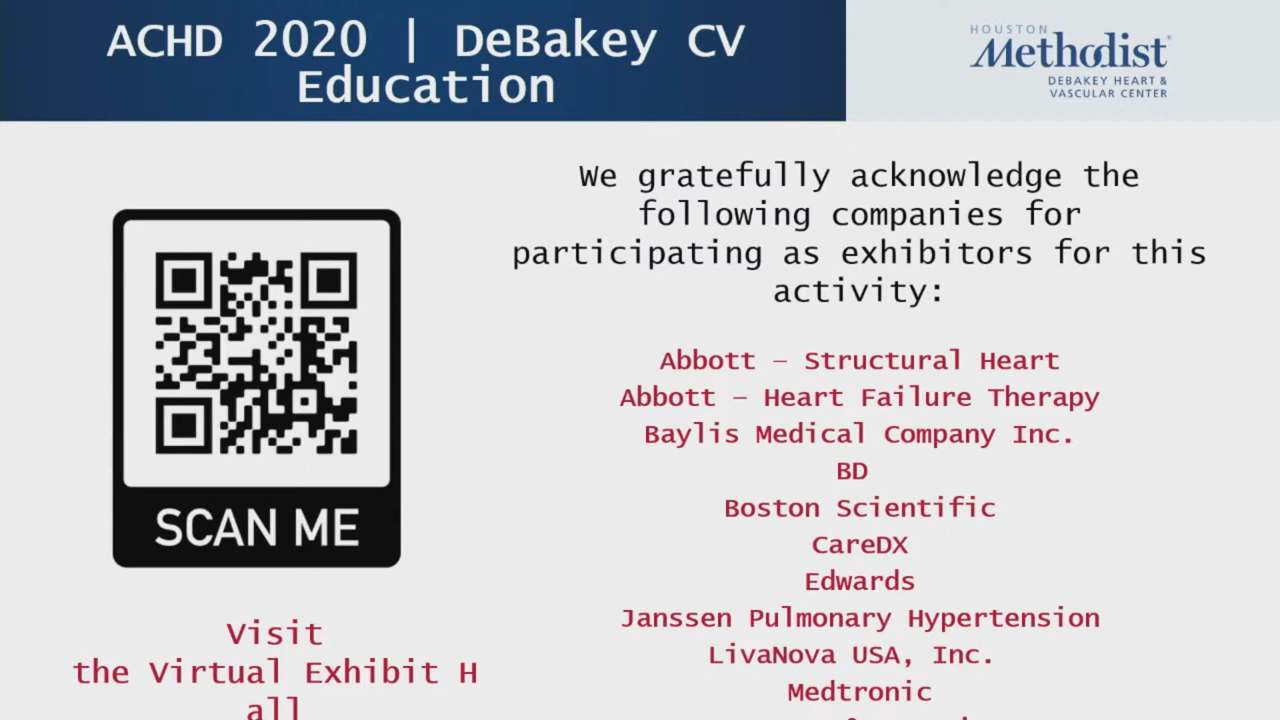 ACHD 2020 | DeBakey CV
Education
HOUSTON
Methodist®
DEBAKEY HEART &
VASCULAR CENTER
We gratefully acknowledge the
following companies for
participating as exhibitors for this
activity:
Abbott – Structural Heart
Abbott – Heart Failure Therapy
Baylis Medical Company Inc.
BD
Boston Scientific
CareDX
Edwards
Janssen Pulmonary Hypertension
LivaNova USA, Inc.
Medtronic
SCAN ME
Visit
the Virtual Exhibit H
all